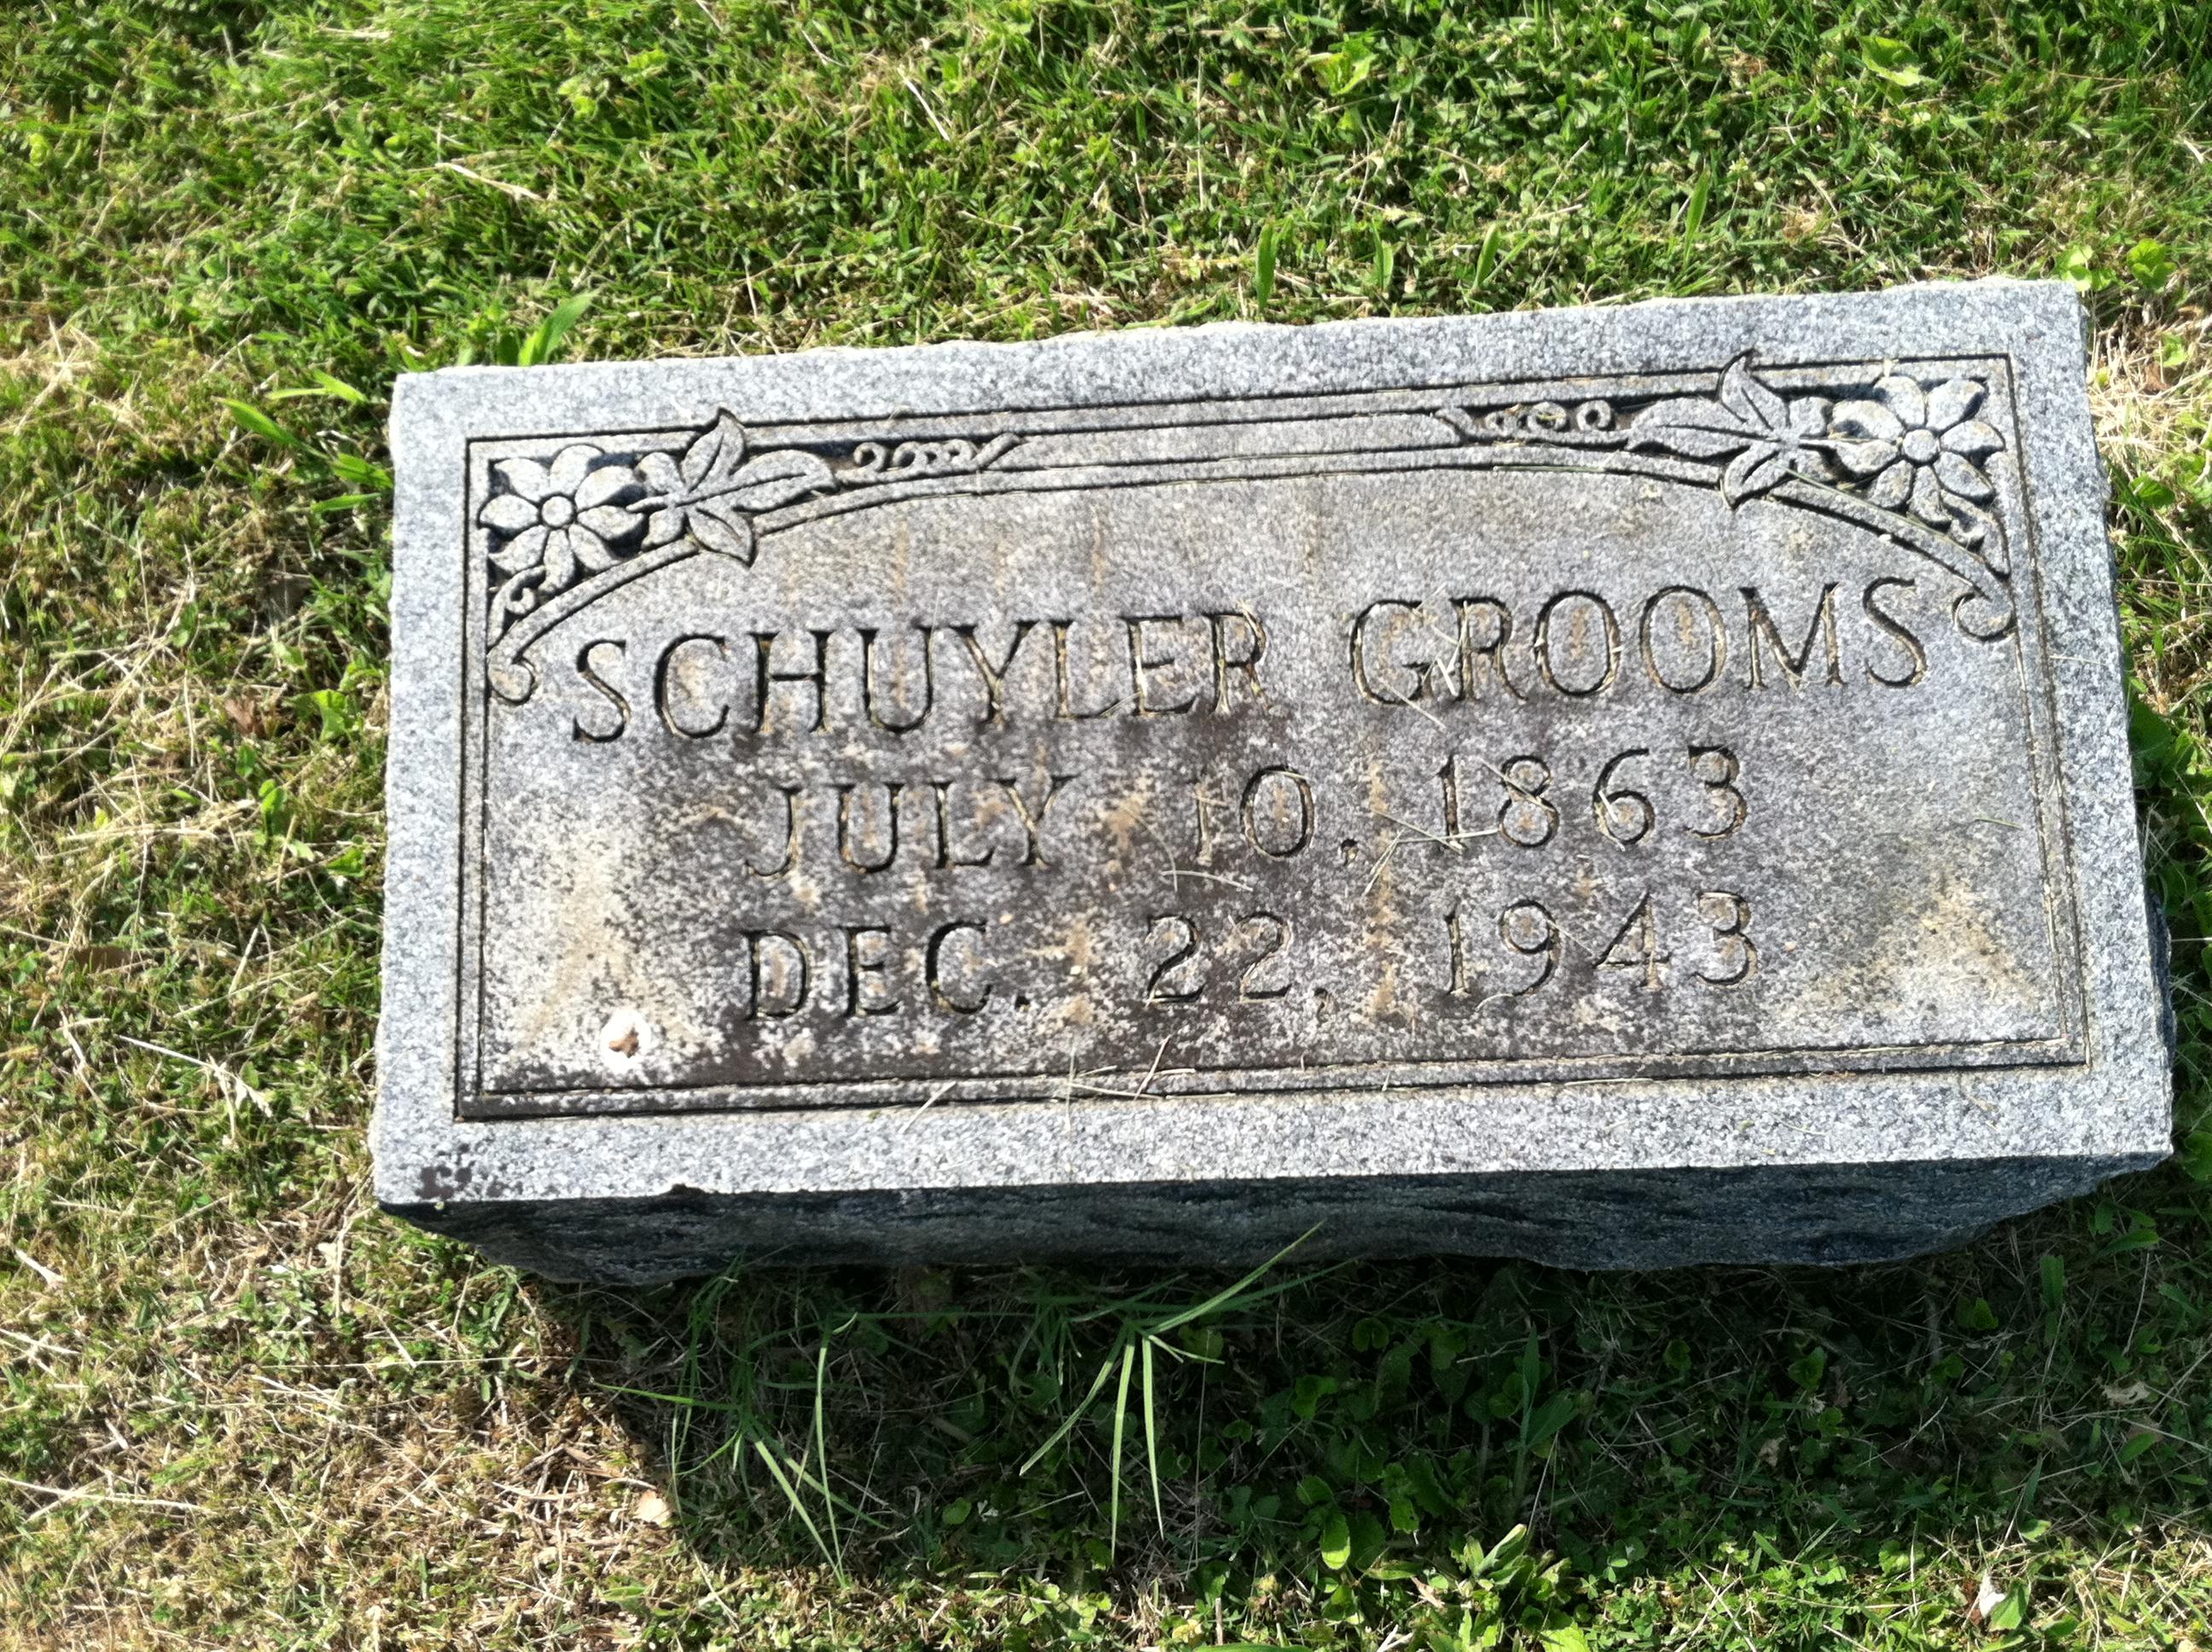 SCHUYLER GROOMS
JULY 10, 1863
DEC. 22, 1943